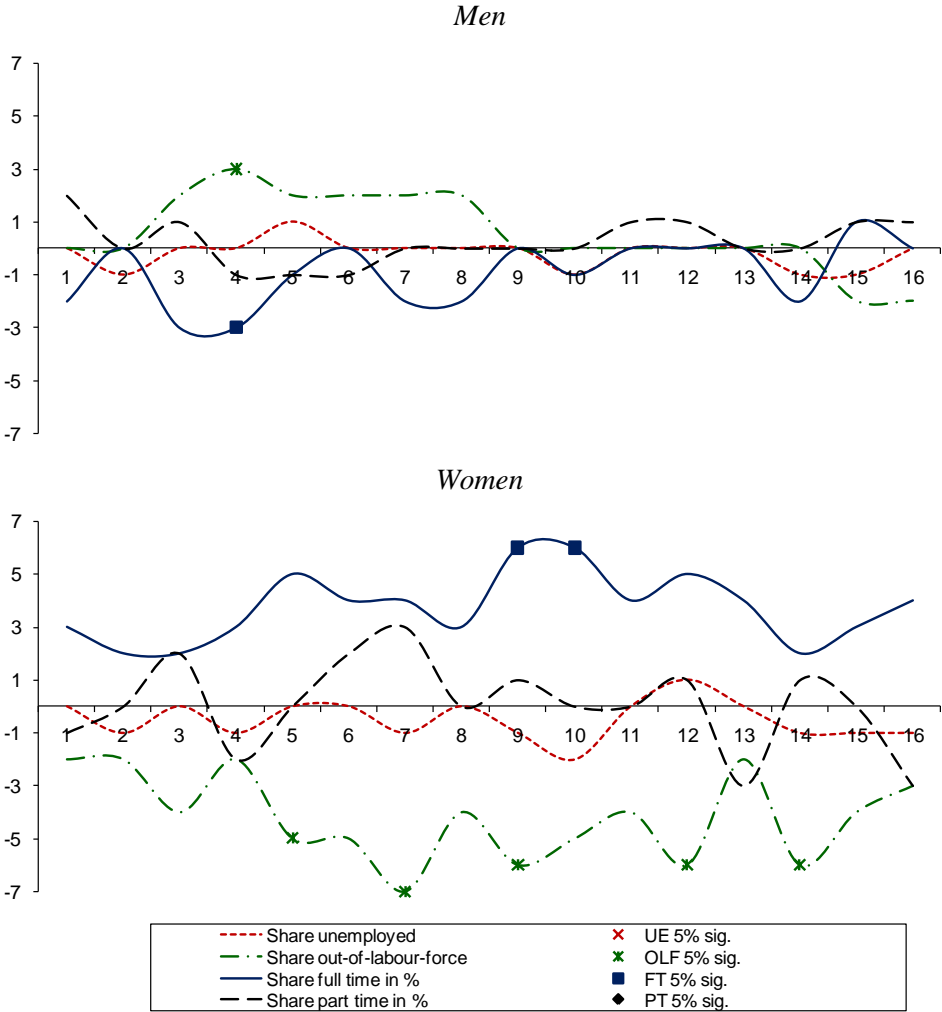 Men
7
5
3
1
-1
-3
-5
-7
1 2 3 4 5 6 7 8 9 10 11 12 13 14 15 16
Women
7
5
3
1
-1
-3
-5
-7
1 2 3 4 5 6 7 8 9 10 11 12 13 14 15 16
Share unemployed UE 5% sig.
Share out-of-labour-force OLF 5% sig.
Share full time in % FT 5% sig.
Share part time in % PT 5% sig.